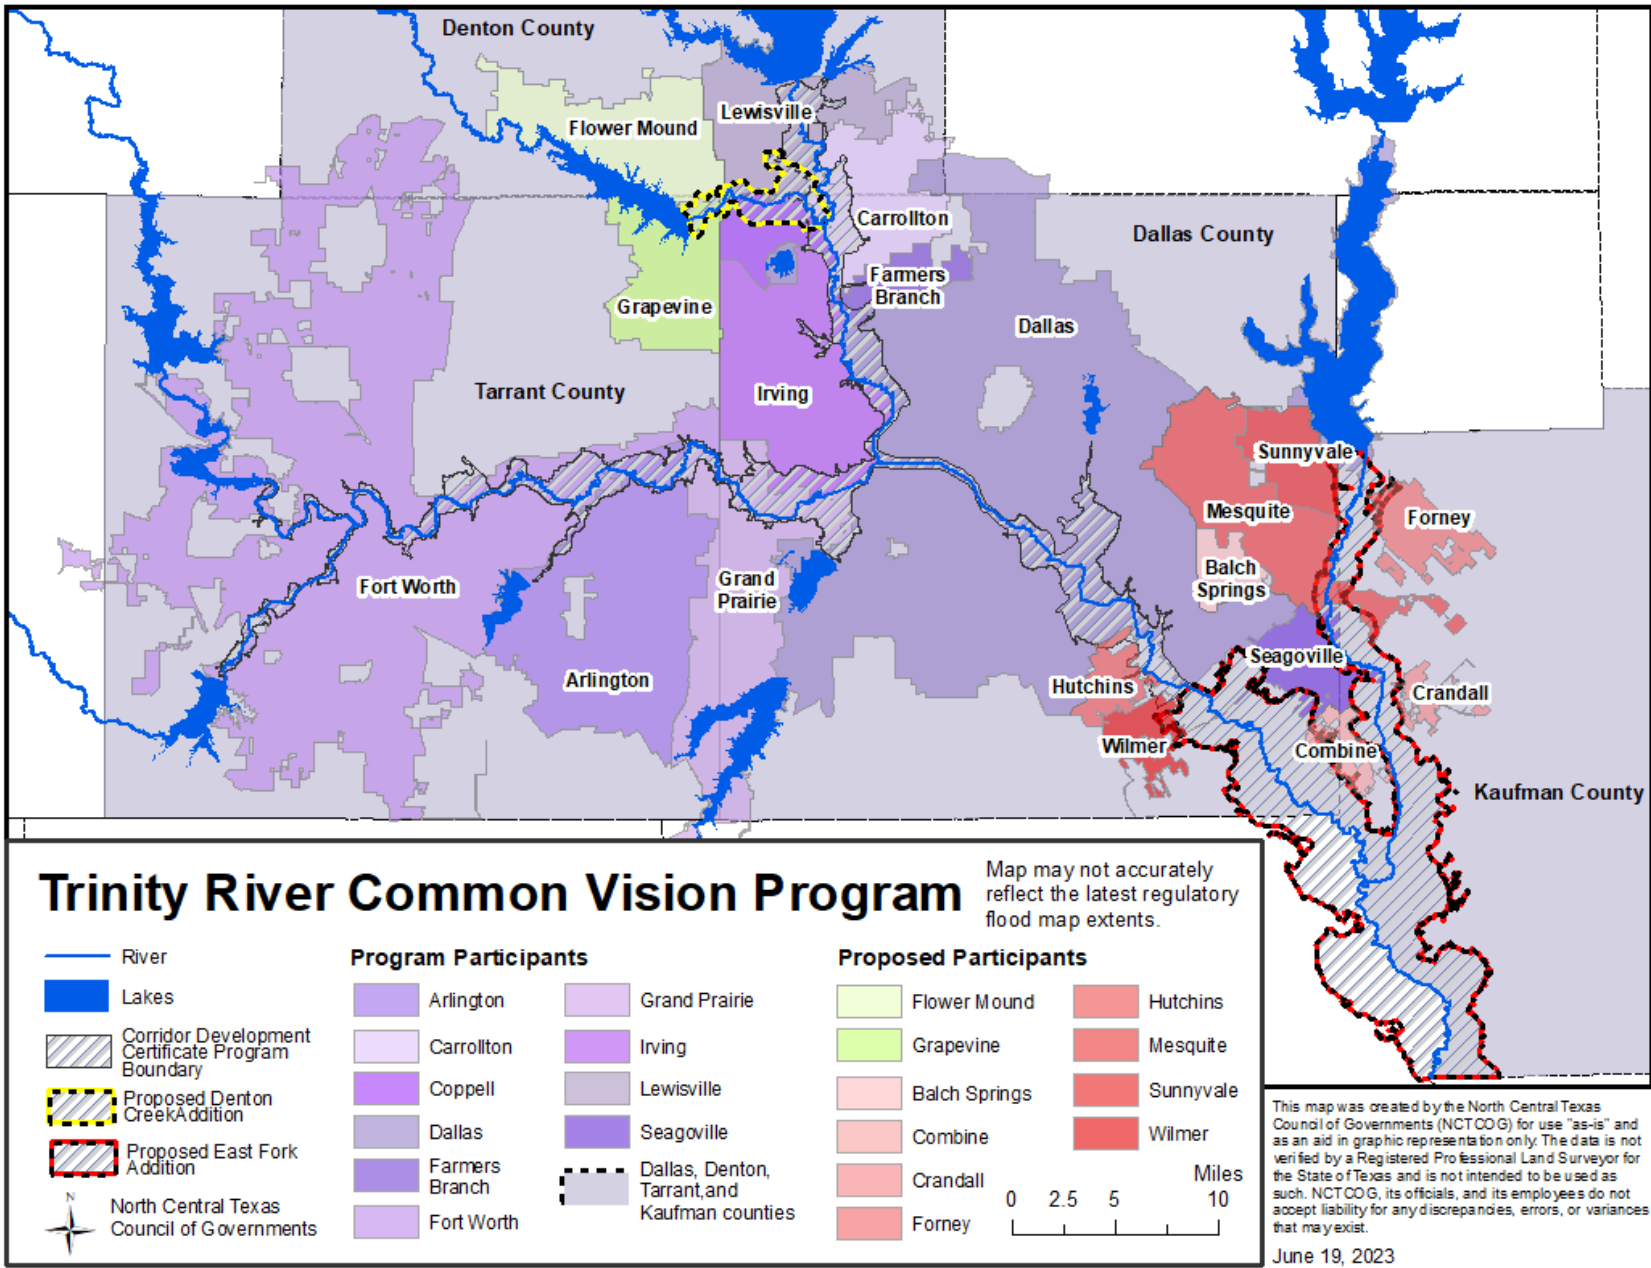 Denton County
Lewisville
Flower Mound
Carrollton
Dallas County
Farmers
Branch
Grapevine
Dallas
Tarrant County
Irving
Sunnyvale
Mesquite
Forney
Balch
Springs
Fort Worth
Grand
Prairie
Arlington
Seagoville
Hutchins
Crandall
Wilmer
Combine
Kaufman County
Trinity River Common Vision Program
Map may not accurately
reflect the latest regulatory
flood map extents.
River
Lakes
Corridor Development
Certificate Program
Boundary
Proposed Denton
CreekAddition
Proposed East Fork
Addition
N
North Central Texas
Council of Governments
Program Participants
Arlington
Carrollton
Coppell
Dallas
Farmers
Branch
Fort Worth
Grand Prairie
Irving
Lewisville
Seagoville
Dallas, Denton,
Tarrant,and
Kaufman counties
Proposed Participants
Flower Mound
Grapevine
Balch Springs
Combine
Crandall
Forney
Hutchins
Mesquite
Sunnyvale
Wilmer
Miles
0 2.5 5 10
This map was created by the North Central Texas
Council of Governments (NCTCOG) for use "as-is" and
as an aid in graphic representation only. The data is not
verified by a Registered Professional Land Surveyor for
the State of Texas and is not intended to be used as
such. NCTCOG, its officials, and its employees do not
accept liability for any discrepancies, errors, or variances
that may exist.
June 19, 2023